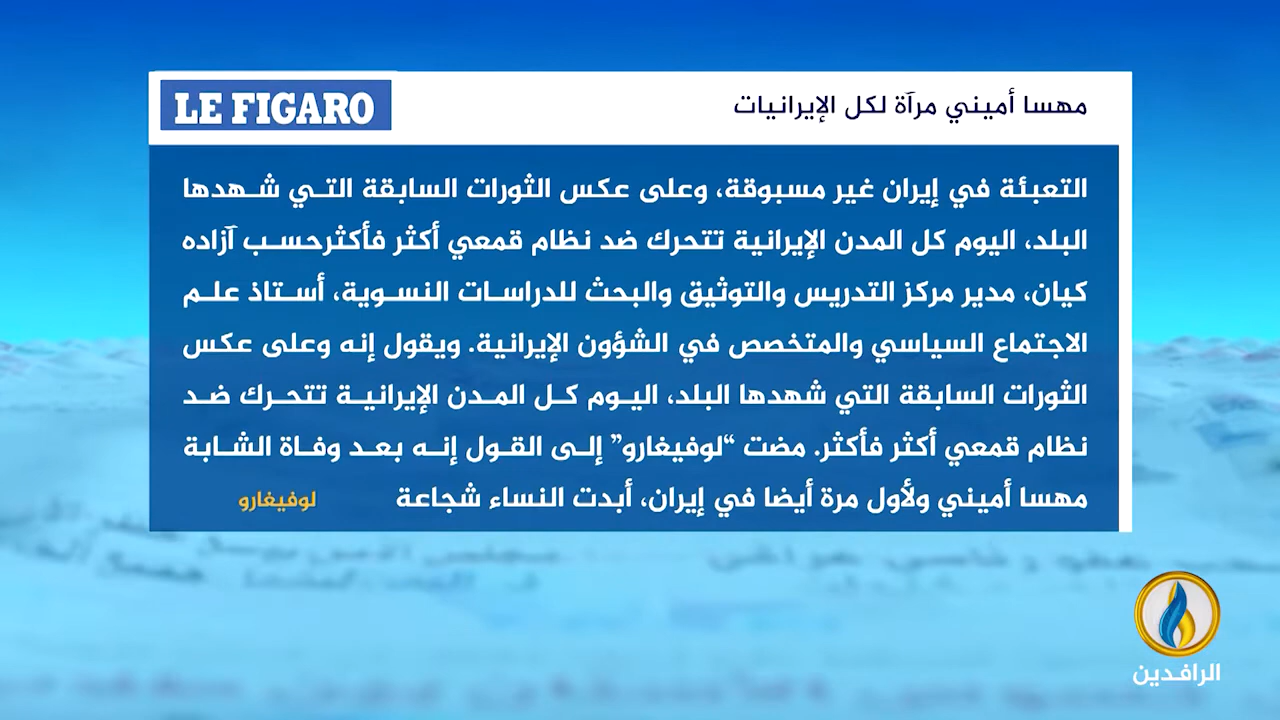 LE FIGARO
مهسا أميني مرآة لكل الإيرانيات
التعبئة في إيران غير مسبوقة، وعلى عكس الثورات السابقة التي شهدها
البلد، اليوم كل المدن الإيرانية تتحرك ضد نظام قمعي أكثر فأكثرحسب آزاده
كيان، مدير مركز التدريس والتوثيق والبحث للدراسات النسوية، أستاذ علم
الاجتماع السياسي والمتخصص في الشؤون الإيرانية. ويقول إنه وعلى عكس
الثورات السابقة التي شهدها البلد، اليوم كل المدن الإيرانية تتحرك ضد
نظام قمعي أكثر فأكثر. مضت “لوفيغارو” إلى القول إنه بعد وفاة الشابة
مهسا أميني ولأول مرة أيضا في إيران، أبدت النساء شجاعة
لوفيغارو
الرافدين